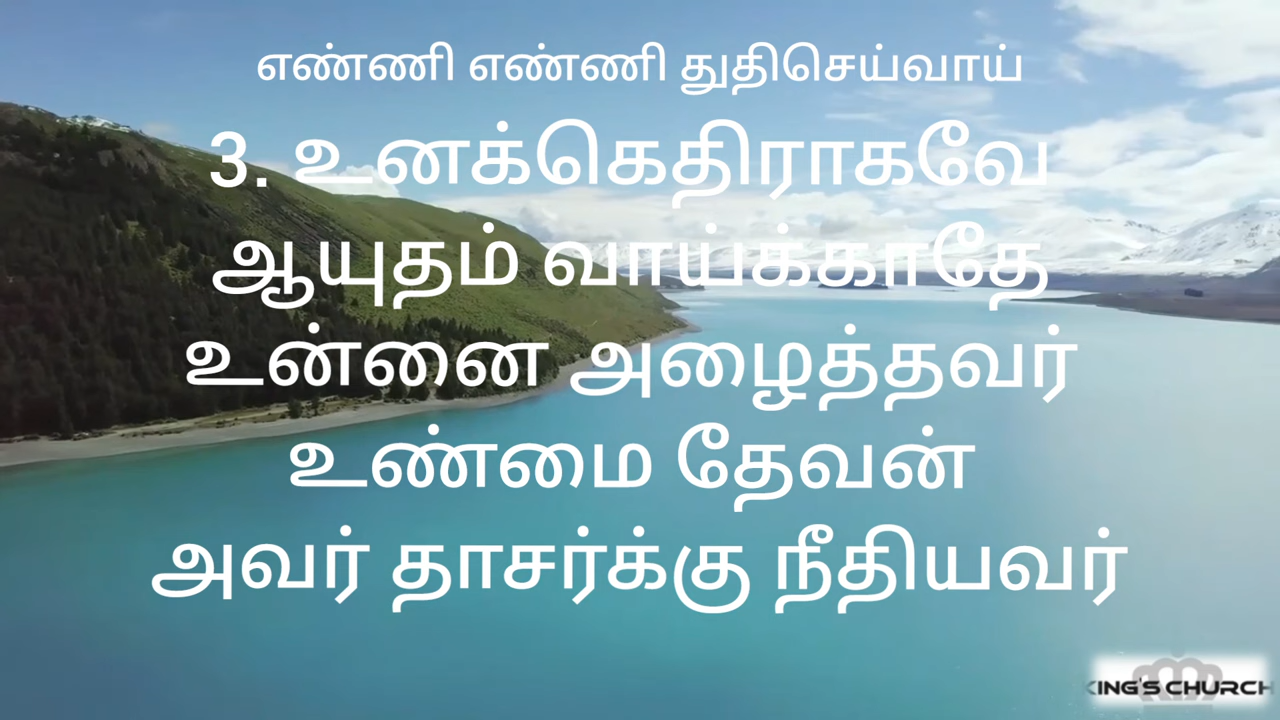 எண்ணி எண்ணி துதிசெய்வாய்
3. உனக்கெதிராகவே
ஆயுதம் வாய்க்காதே
உன்னை அழைத்தவர்
உண்மை தேவன்
அவர் தாசர்க்கு நீதியவர்
KING'S CHURCH